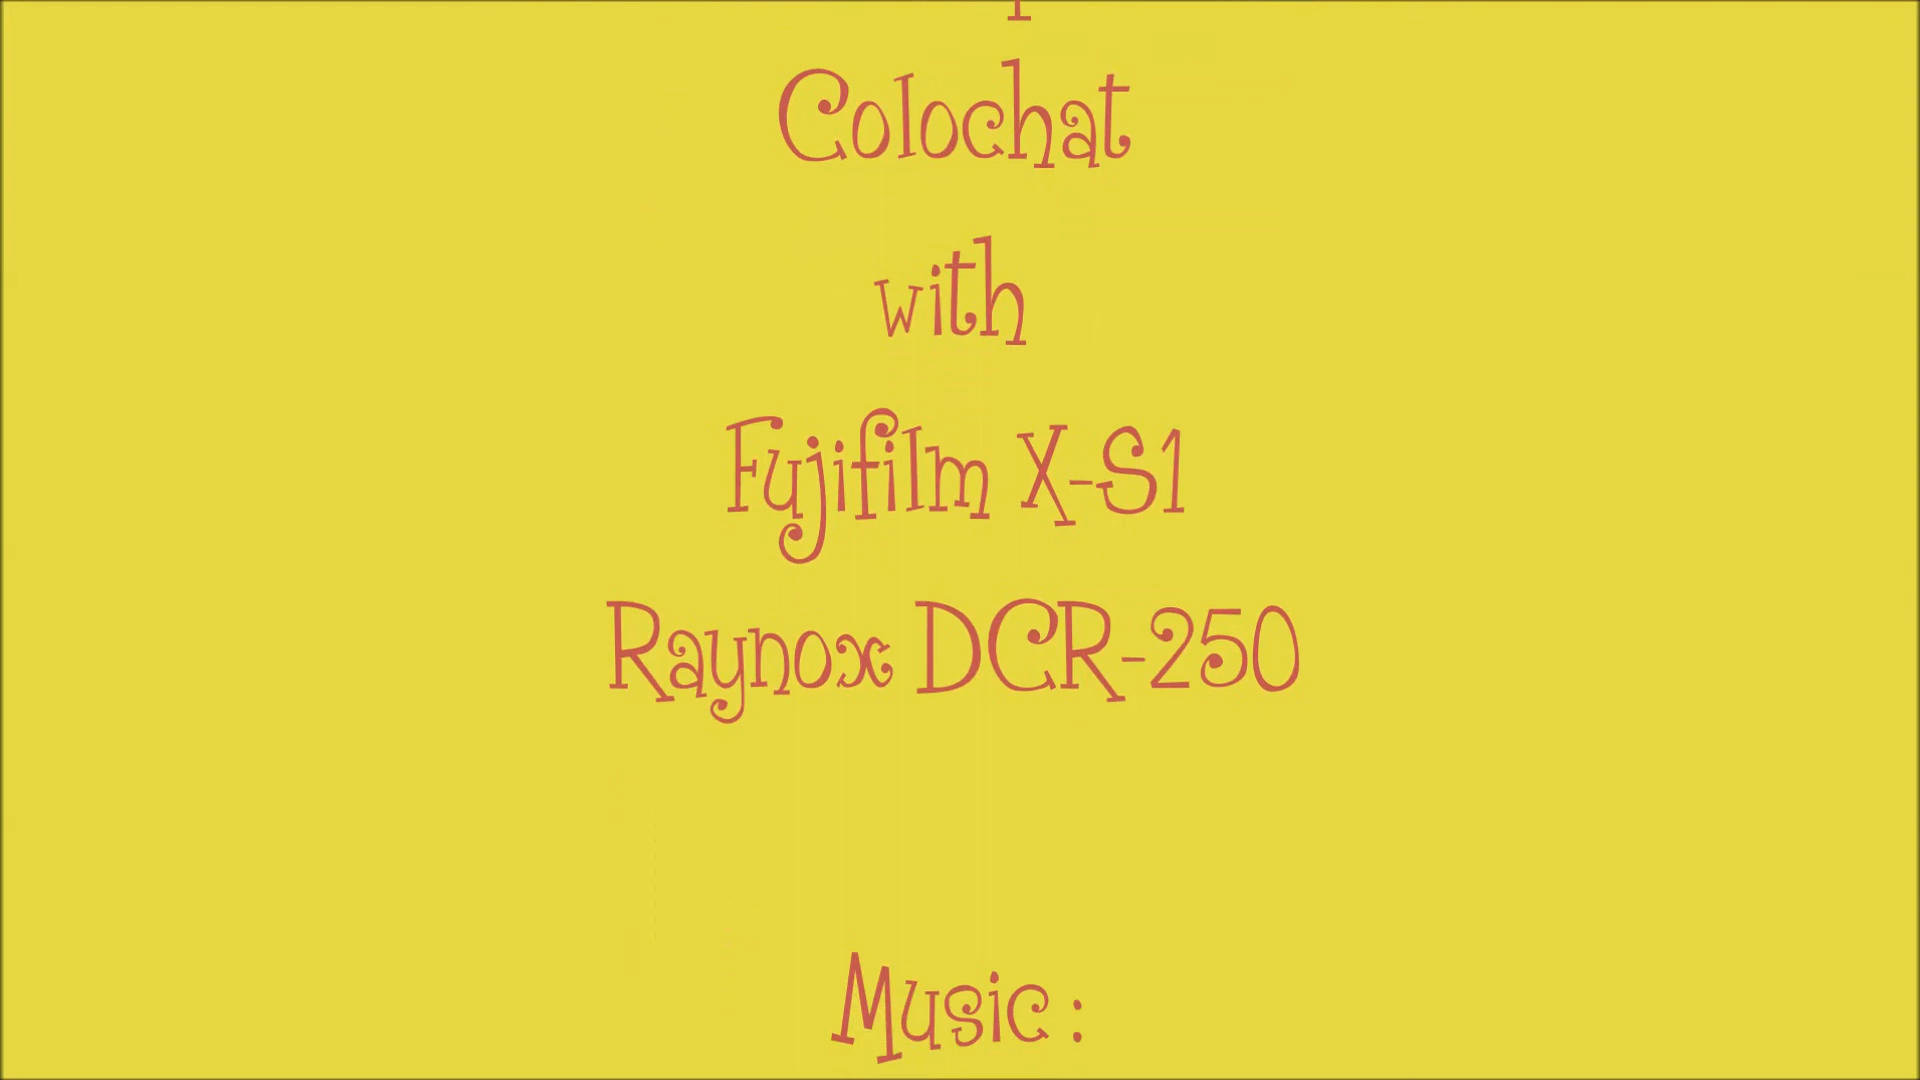 Colochat
with
Fujifilm X-S1
Raynox DCR-250
Music :